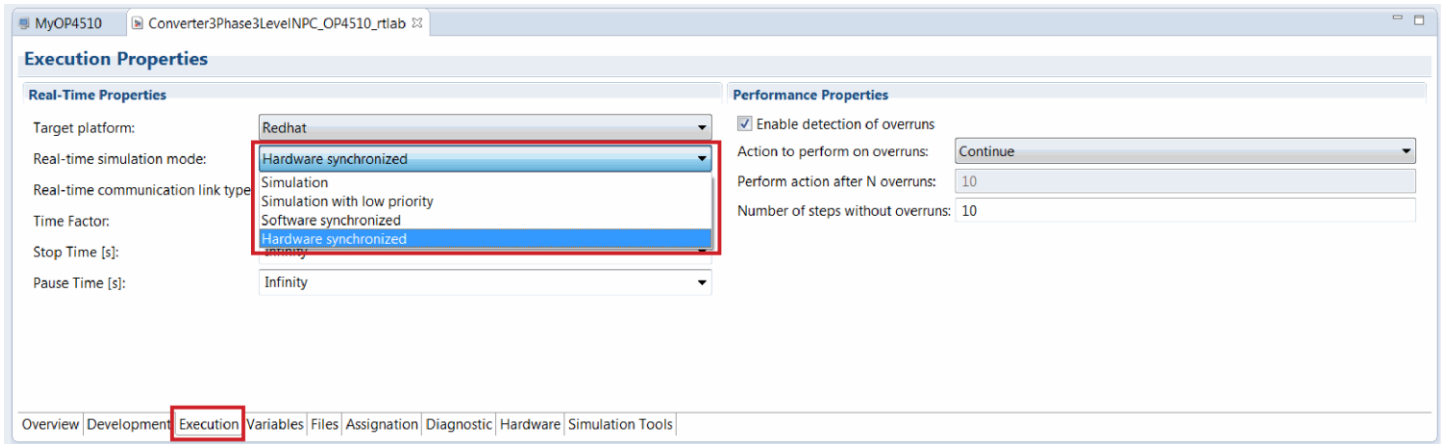 MyOP4510 Converter3Phase3LevelNPC_OP4510_rtlab
Execution Properties
Real-Time Properties
Target platform: Redhat
Real-time simulation mode: Hardware synchronized
Simulation
Simulation with low priority
Software synchronized
Hardware synchronized
Real-time communication link type
Time Factor:
Stop Time [s]: Infinity
Pause Time [s]: Infinity
Performance Properties
Enable detection of overruns
Action to perform on overruns: Continue
Perform action after N overruns: 10
Number of steps without overruns: 10
Overview Development Execution Variables Files Assignation Diagnostic Hardware Simulation Tools